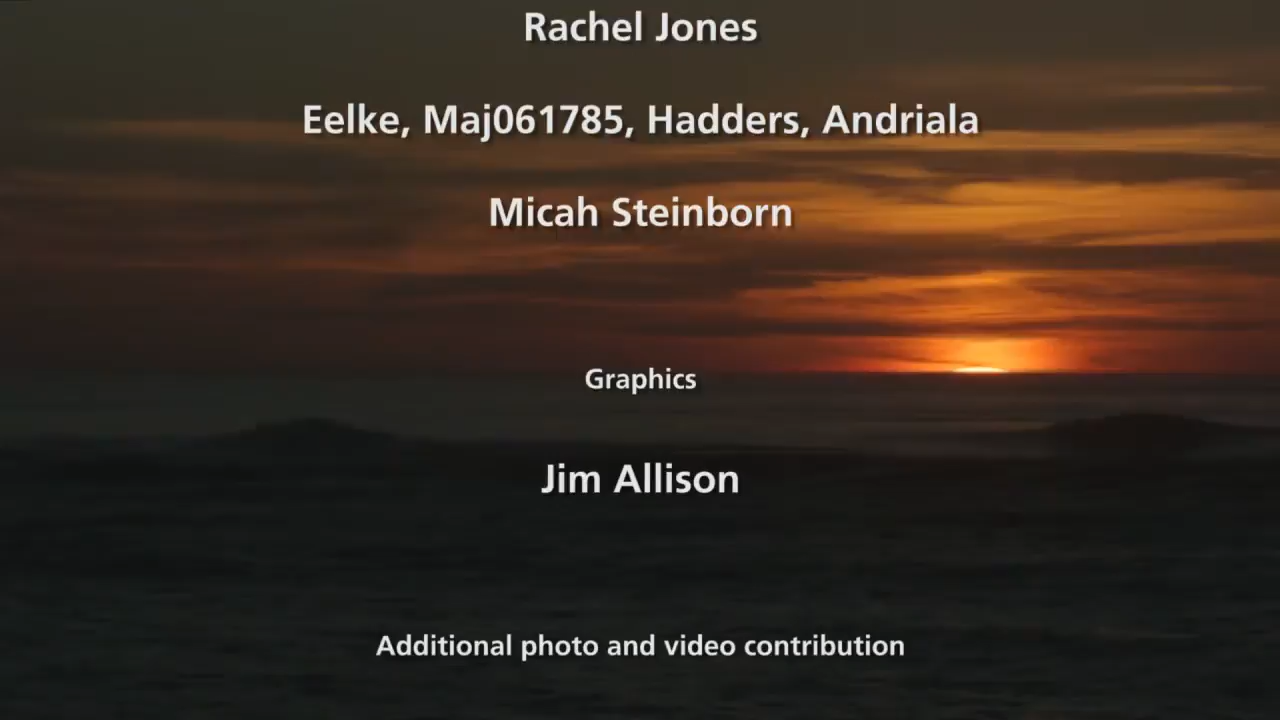 Rachel Jones
Eelke, Maj061785, Hadders, Andriala
Micah Steinborn
Graphics
Jim Allison
Additional photo and video contribution